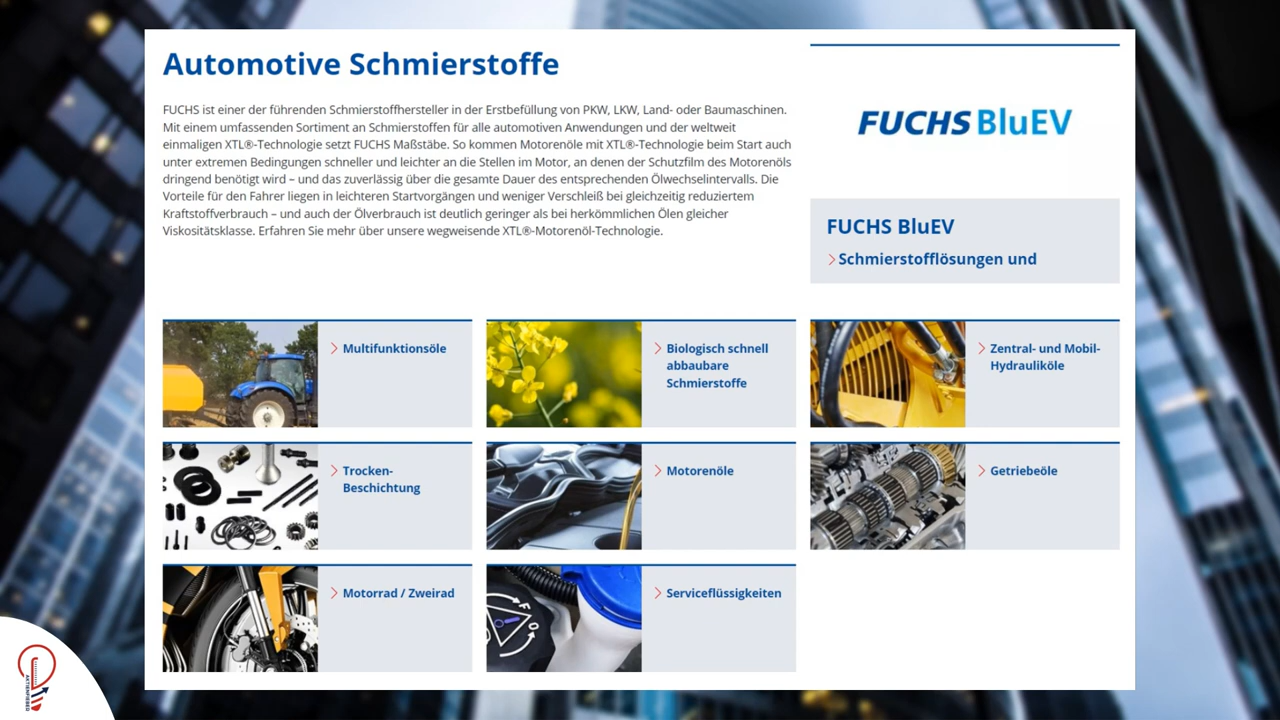 Automotive Schmierstoffe
FUCHS ist einer der führenden Schmierstoffhersteller in der Erstbefüllung von PKW, LKW, Land- oder Baumaschinen.
Mit einem umfassenden Sortiment an Schmierstoffen für alle automotiven Anwendungen und der weltweit
einmaligen XTL®-Technologie setzt FUCHS Maßstäbe. So kommen Motorenöle mit XTL®-Technologie beim Start auch
unter extremen Bedingungen schneller und leichter an die Stellen im Motor, an denen der Schutzfilm des Motorenöls
dringend benötigt wird – und das zuverlässig über die gesamte Dauer des entsprechenden Ölwechselintervalls. Die
Vorteile für den Fahrer liegen in leichteren Startvorgängen und weniger Verschleiß bei gleichzeitig reduziertem
Kraftstoffverbrauch – und auch der Ölverbrauch ist deutlich geringer als bei herkömmlichen Ölen gleicher
Viskositätsklasse. Erfahren Sie mehr über unsere wegweisende XTL®-Motorenöl-Technologie.
FUCHS BluEV
FUCHS BluEV
Schmierstofflösungen und
Multifunktionsöle
Biologisch schnell
abbaubare
Schmierstoffe
Zentral- und Mobil-
Hydrauliköle
Trocken-
Beschichtung
Motorenöle
Getriebeöle
Motorrad / Zweirad
Serviceflüssigkeiten
F
O